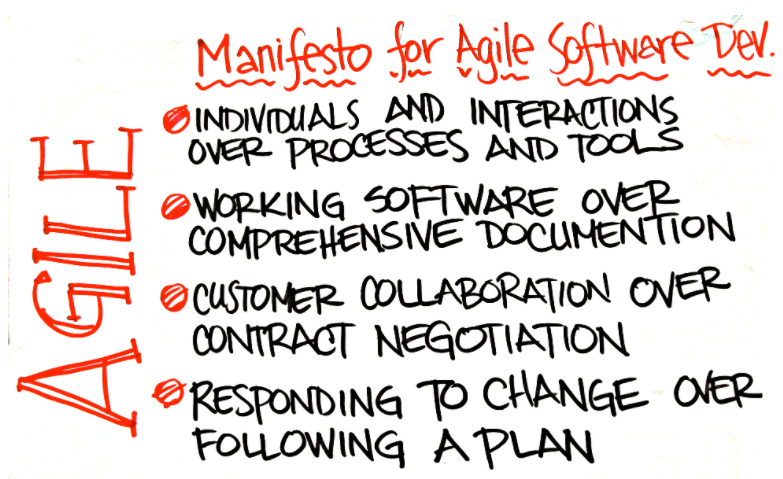 Manifesto for Agile Software Dev.
AGILE
INDIVIDUALS AND INTERACTIONS
OVER PROCESSES AND TOOLS
WORKING SOFTWARE OVER
COMPREHENSIVE DOCUMENTION
CUSTOMER COLLABORATION OVER
CONTRACT NEGOTIATION
RESPONDING TO CHANGE OVER
FOLLOWING A PLAN